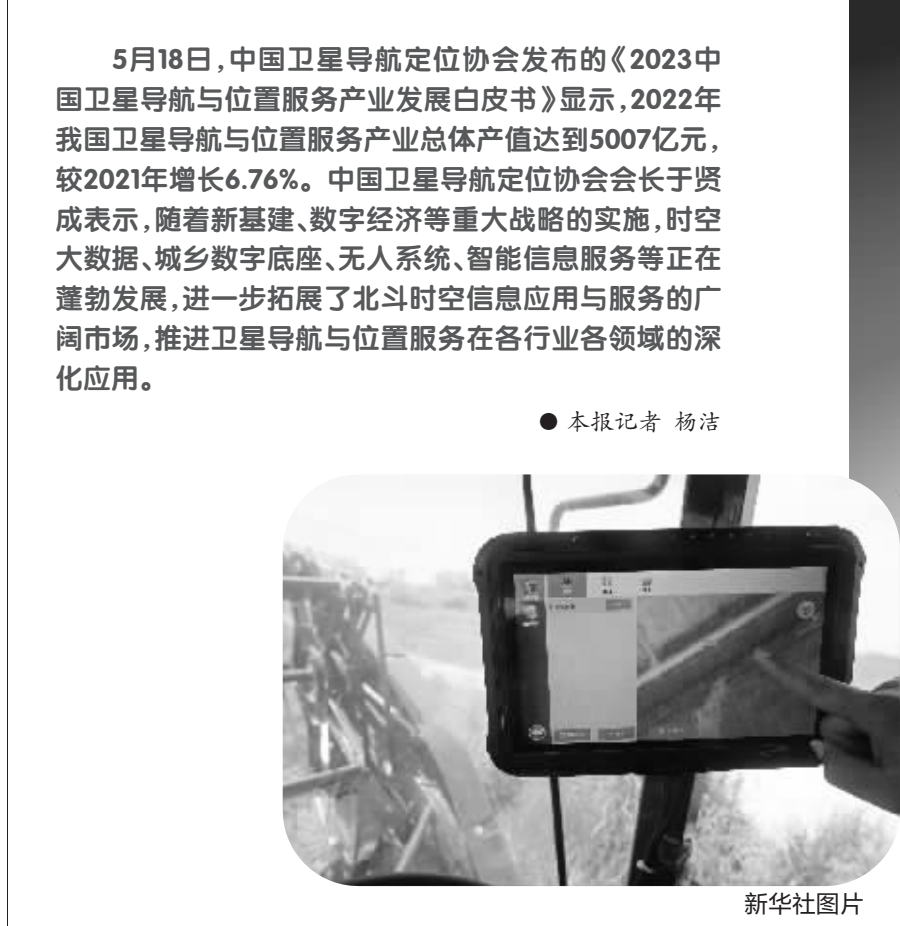 5月18日，中国卫星导航定位协会发布的《2023中
国卫星导航与位置服务产业发展白皮书》显示，2022年
我国卫星导航与位置服务产业总体产值达到5007亿元，
较2021年增长6.76%。中国卫星导航定位协会会长于贤
成表示，随着新基建、数字经济等重大战略的实施，时空
大数据、城乡数字底座、无人系统、智能信息服务等正在
蓬勃发展，进一步拓展了北斗时空信息应用与服务的广
阔市场，推进卫星导航与位置服务在各行业各领域的深
化应用。
● 本报记者 杨洁
新华社图片